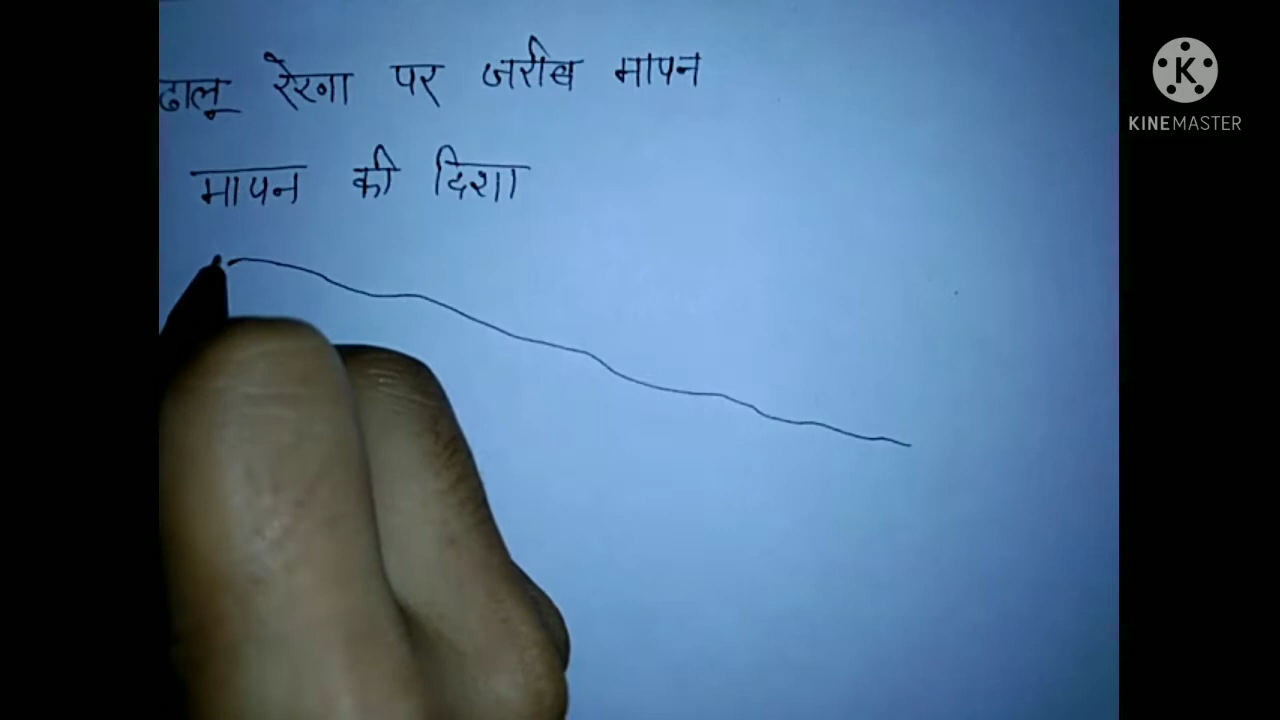 ढालू रेखा पर जरीब मापन
मापन की दिशा
K
KINEMASTER